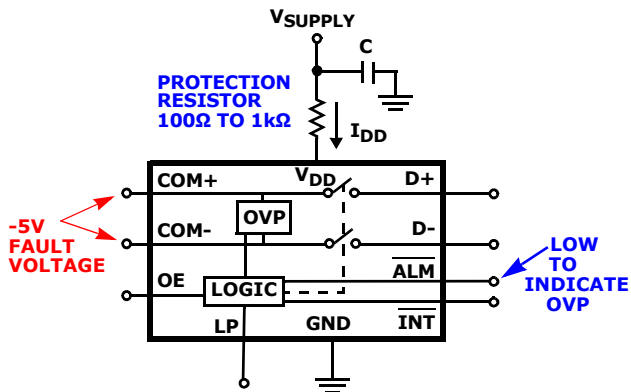 VSUPPLY
C
PROTECTION
RESISTOR
100Ω TO 1kΩ
IDD
COM+
VDD
D+
OVP
COM-
D-
-5V
FAULT
VOLTAGE
LOW
TO
INDICATE
OVP
ALM
OE
LOGIC
LP
GND
INT